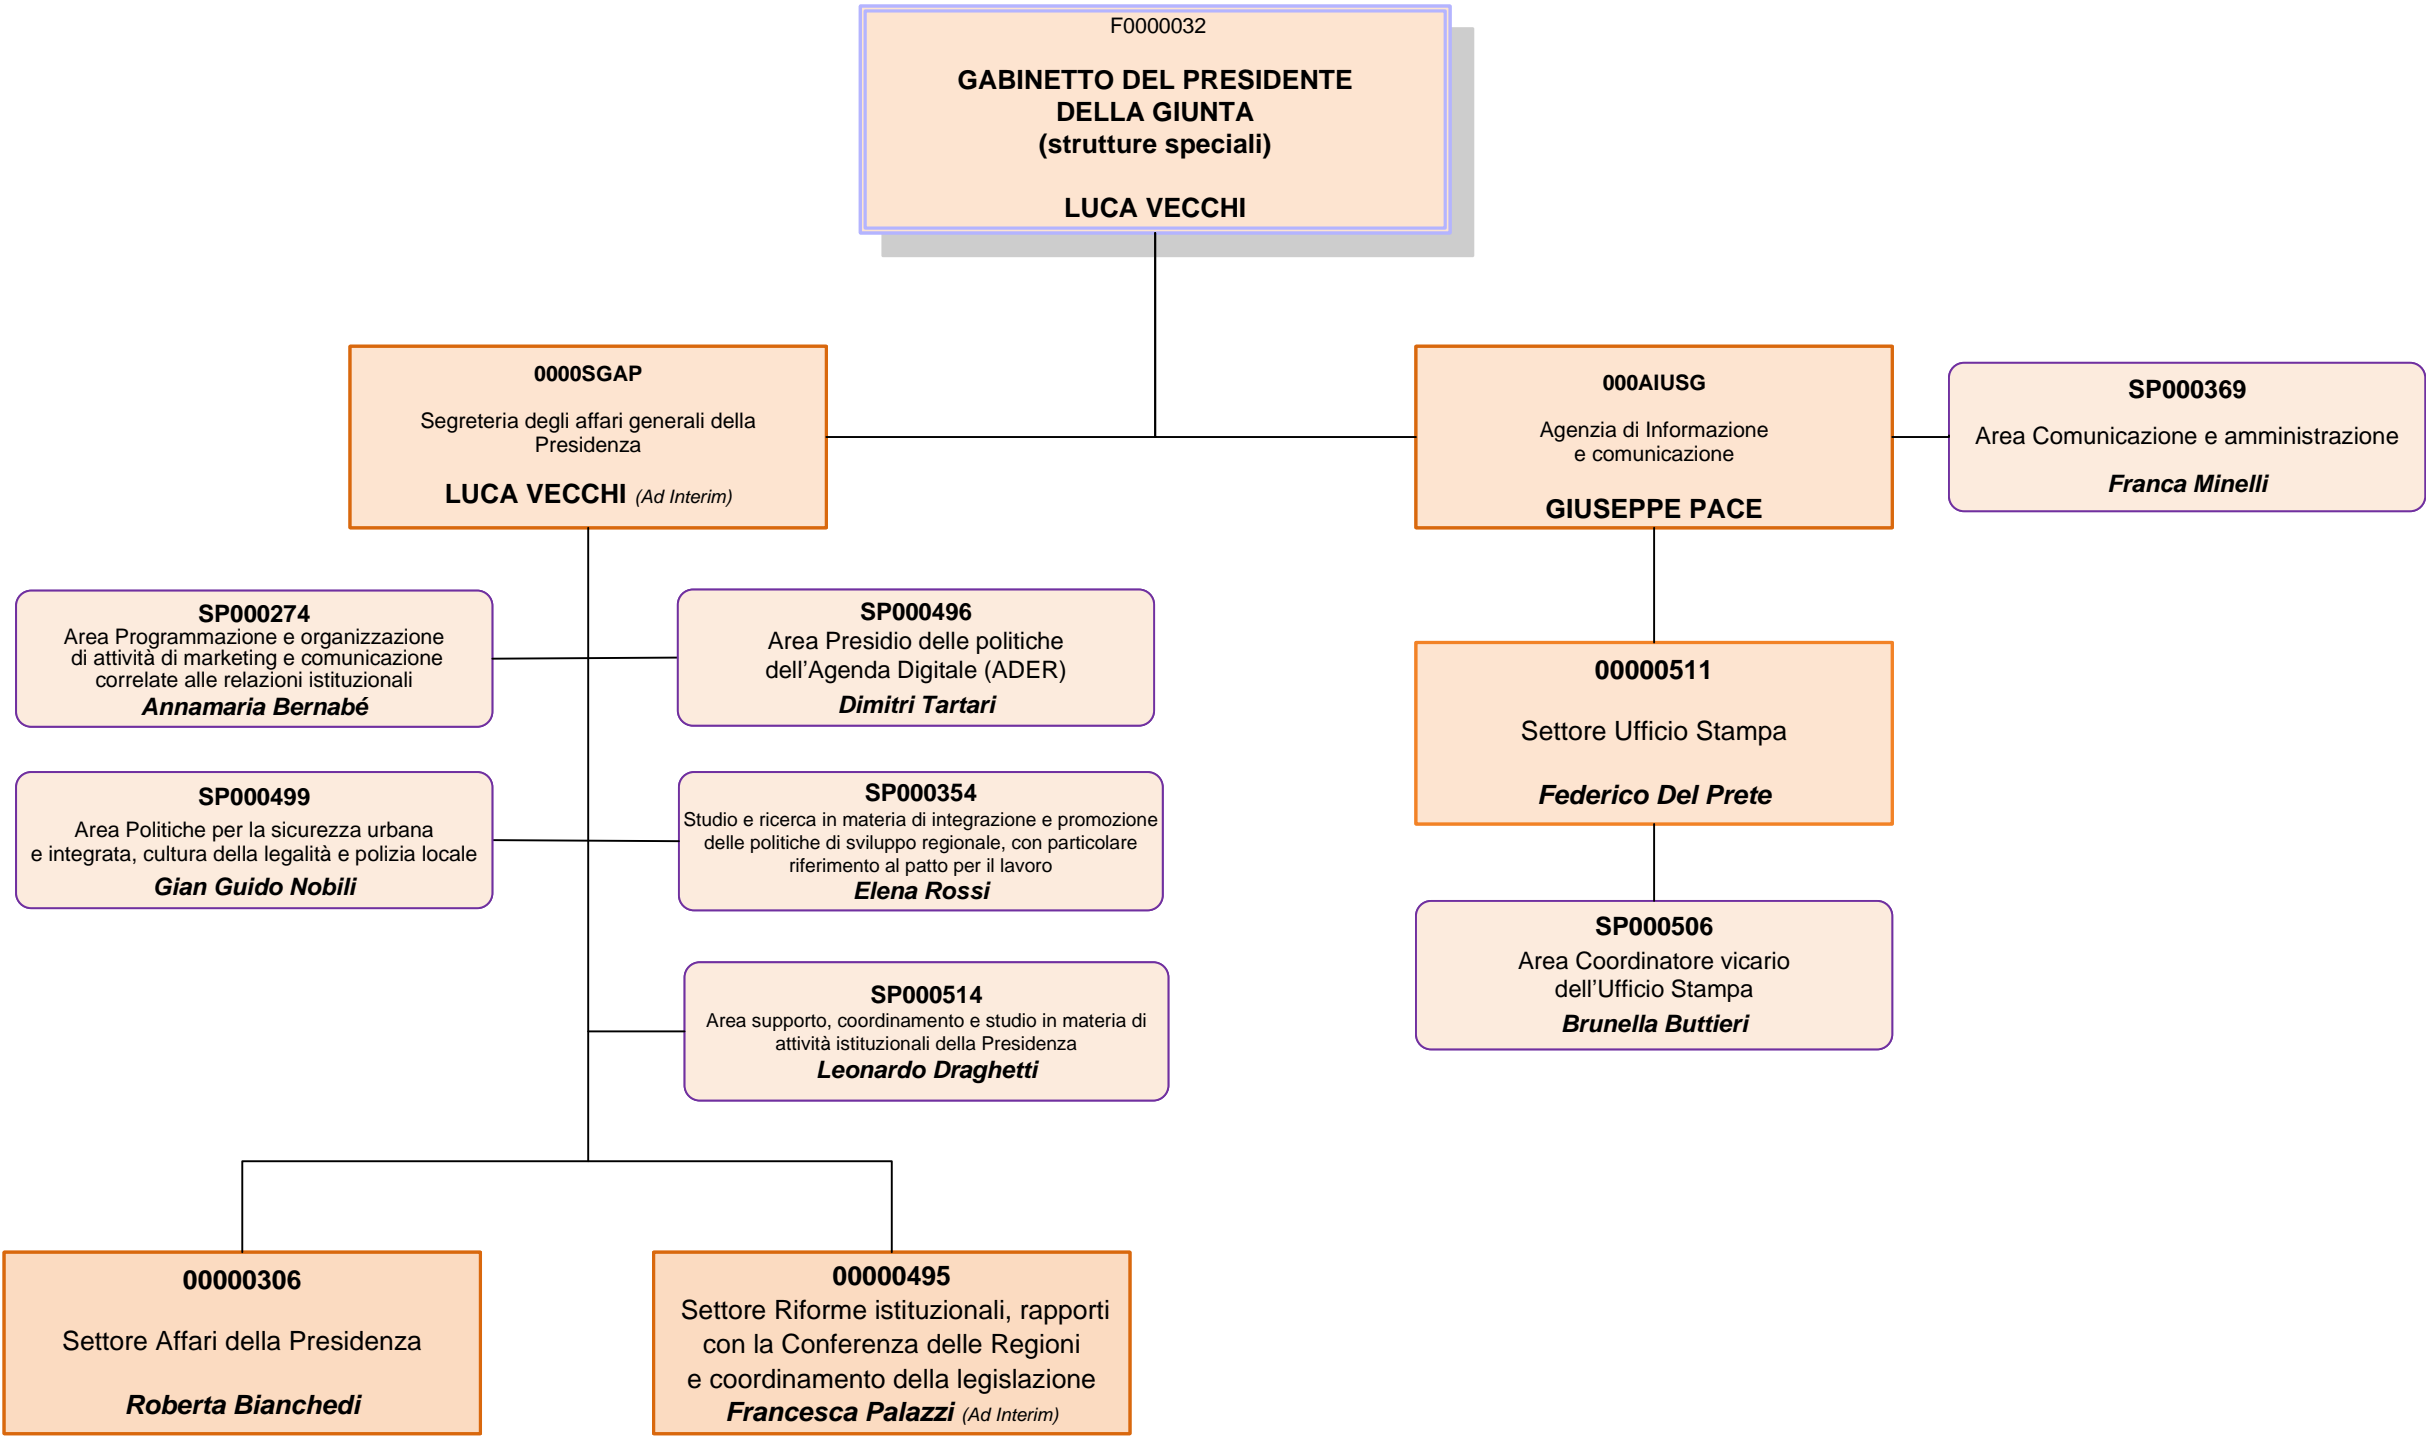 F0000032
GABINETTO DEL PRESIDENTE
DELLA GIUNTA
(strutture speciali)
LUCA VECCHI
0000SGAP
Segreteria degli affari generali della
Presidenza
LUCA VECCHI (Ad Interim)
000AIUSG
Agenzia di Informazione
e comunicazione
GIUSEPPE PACE
SP000369
Area Comunicazione e amministrazione
Franca Minelli
SP000274
Area Programmazione e organizzazione
di attività di marketing e comunicazione
correlate alle relazioni istituzionali
Annamaria Bernabé
SP000496
Area Presidio delle politiche
dell’Agenda Digitale (ADER)
Dimitri Tartari
00000511
Settore Ufficio Stampa
Federico Del Prete
SP000499
Area Politiche per la sicurezza urbana
e integrata, cultura della legalità e polizia locale
Gian Guido Nobili
SP000354
Studio e ricerca in materia di integrazione e promozione
delle politiche di sviluppo regionale, con particolare
riferimento al patto per il lavoro
Elena Rossi
SP000506
Area Coordinatore vicario
dell’Ufficio Stampa
Brunella Buttieri
SP000514
Area supporto, coordinamento e studio in materia di
attività istituzionali della Presidenza
Leonardo Draghetti
00000306
Settore Affari della Presidenza
Roberta Bianchedi
00000495
Settore Riforme istituzionali, rapporti
con la Conferenza delle Regioni
e coordinamento della legislazione
Francesca Palazzi (Ad Interim)